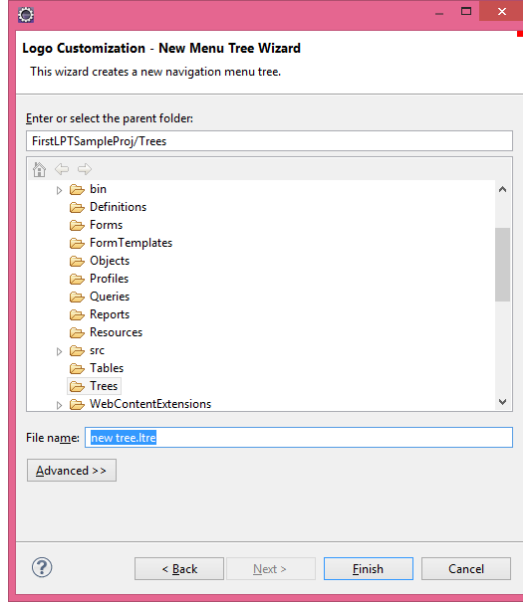 Logo Customization - New Menu Tree Wizard
This wizard creates a new navigation menu tree.
Enter or select the parent folder:
FirstLPTSampleProj/Trees
bin
Definitions
Forms
FormTemplates
Objects
Profiles
Queries
Reports
Resources
src
Tables
Trees
WebContentExtensions
File name: new tree.ltre
Advanced >>
? < Back Next > Finish Cancel